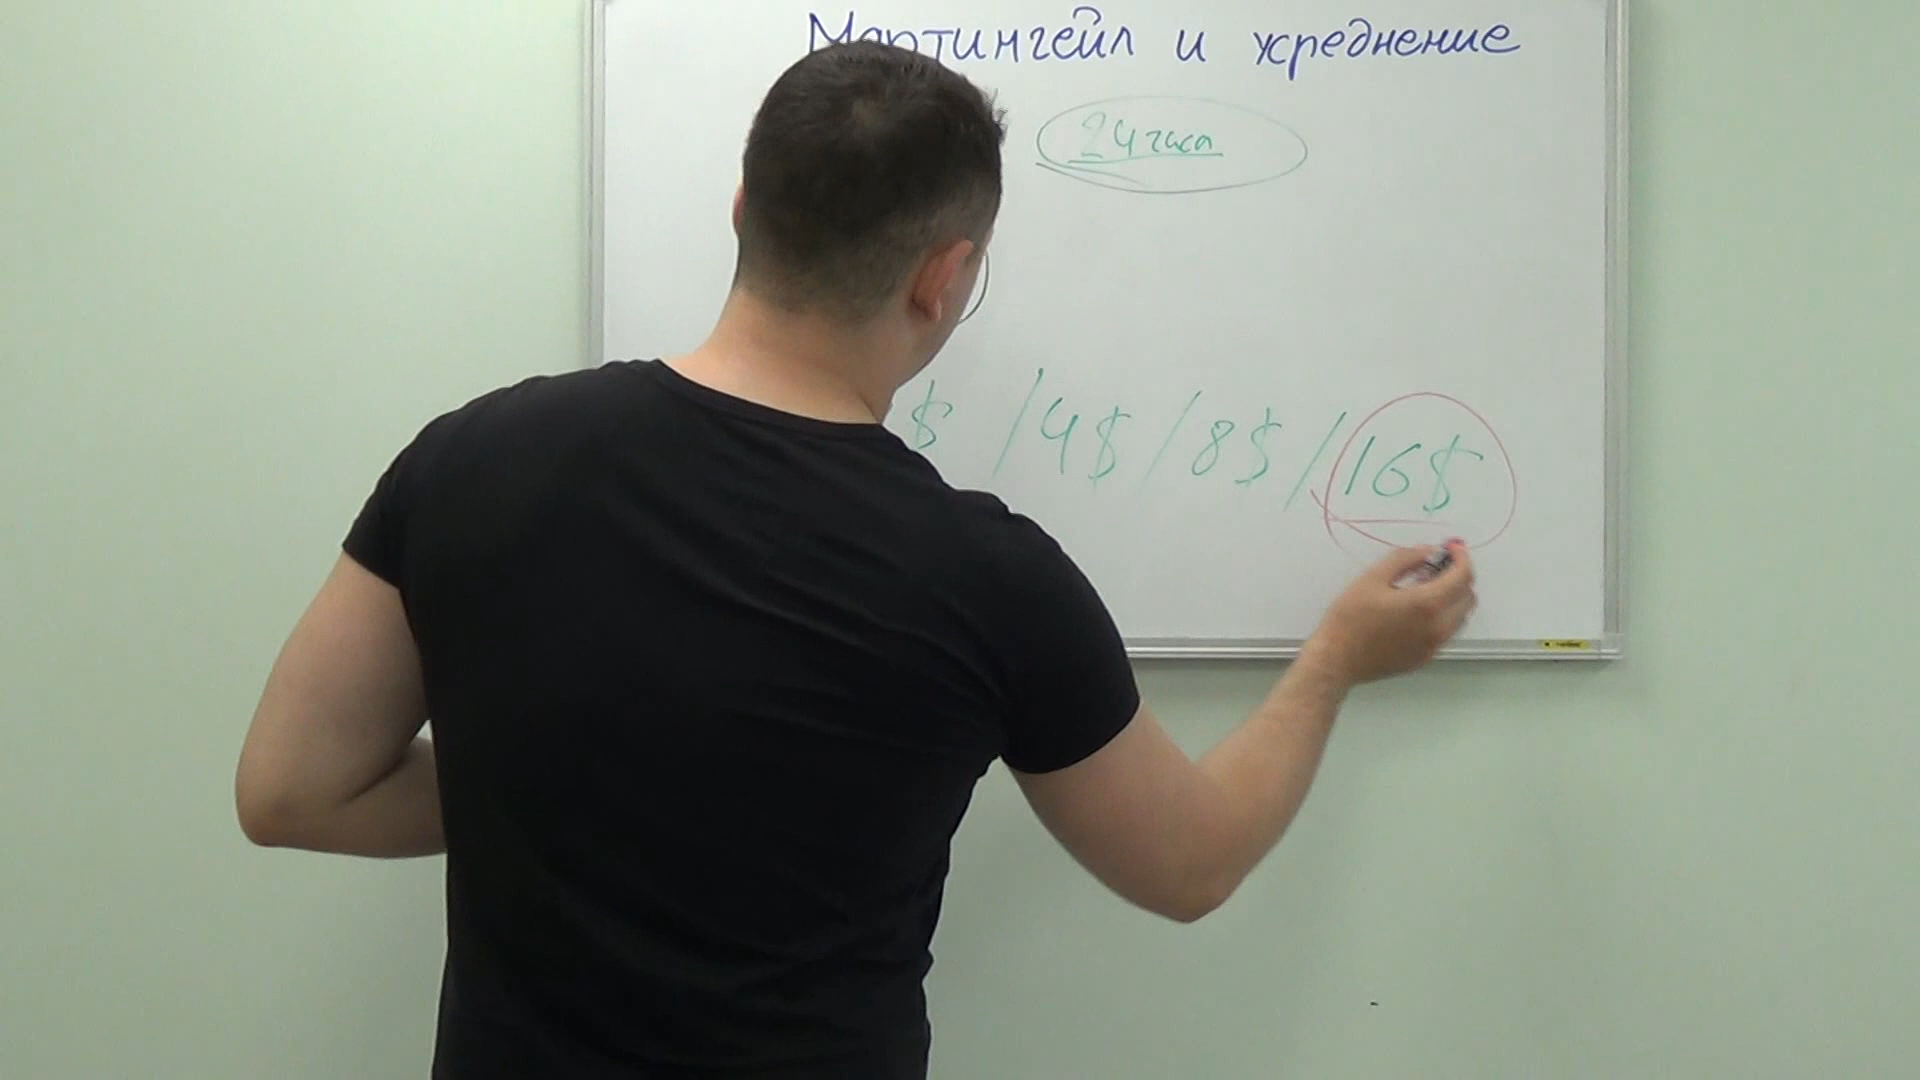 Мартингейл и усреднение
24 часа
$ / 4$ / 8$ / 16$